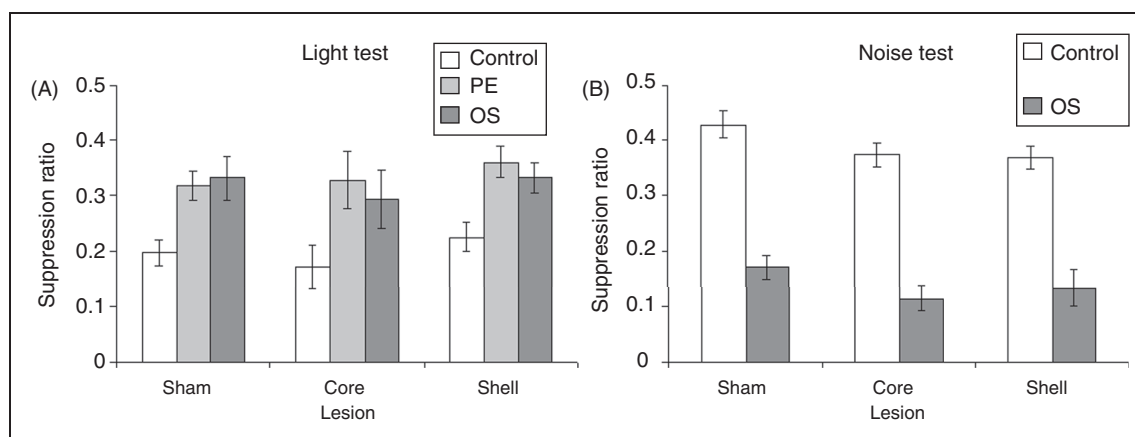 (A)
Light test
Control
PE
OS
Suppression ratio
0.5
0.4
0.3
0.2
0.1
0
Sham
Core
Shell
Lesion
(B)
Noise test
Control
OS
Suppression ratio
0.5
0.4
0.3
0.2
0.1
0
Sham
Core
Shell
Lesion